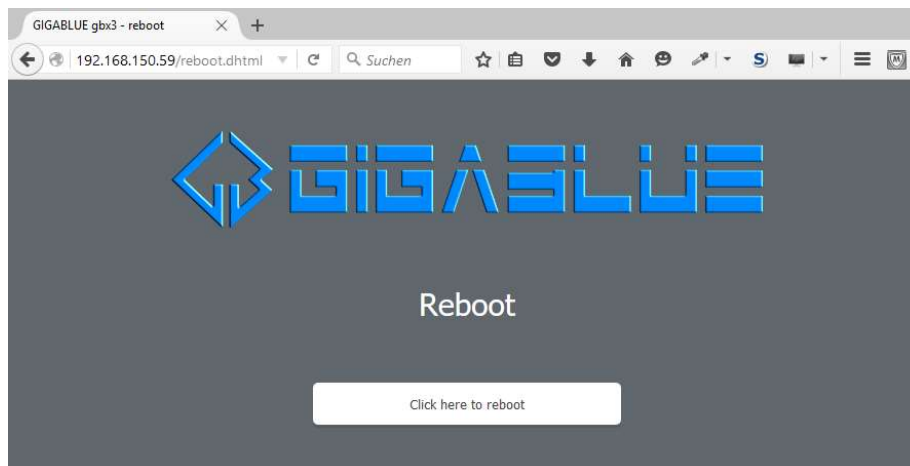 GIGABLUE gbx3 - reboot
192.168.150.59/reboot.dhtml Suchen
GIGABLUE
Reboot
Click here to reboot